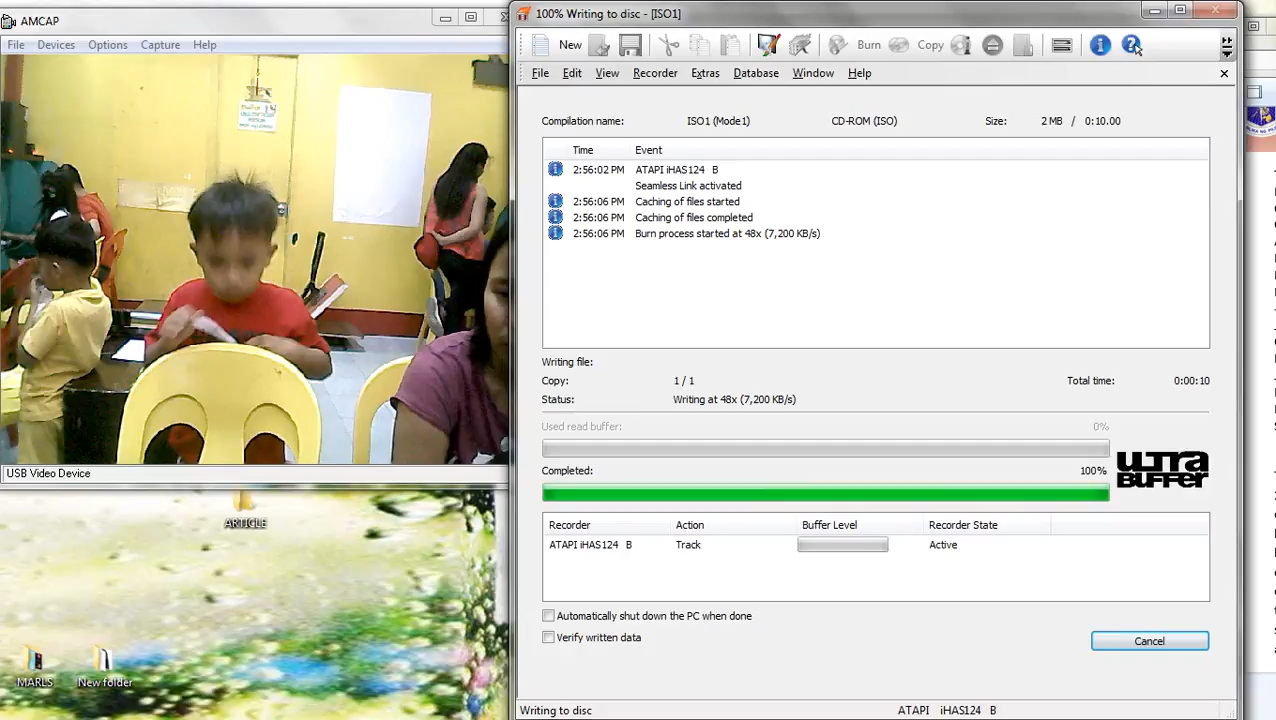 AMCAP
File Devices Options Capture Help
USB Video Device
ARTICLE
MARLS
New folder
100% Writing to disc - [ISO1]
New Burn Copy
File Edit View Recorder Extras Database Window Help
Compilation name: ISO1 (Mode1) CD-ROM (ISO) Size: 2 MB / 0:10.00
Time Event
2:56:02 PM ATAPI iHAS124 B
Seamless Link activated
2:56:06 PM Caching of files started
2:56:06 PM Caching of files completed
2:56:06 PM Burn process started at 48x (7,200 KB/s)
Writing file:
Copy: 1 / 1 Total time: 0:00:10
Status: Writing at 48x (7,200 KB/s)
Used read buffer: 0%
Completed: 100%
ULTRA
BUFFER
Recorder Action Buffer Level Recorder State
ATAPI iHAS124 B Track Active
Automatically shut down the PC when done
Verify written data
Cancel
Writing to disc ATAPI iHAS124 B